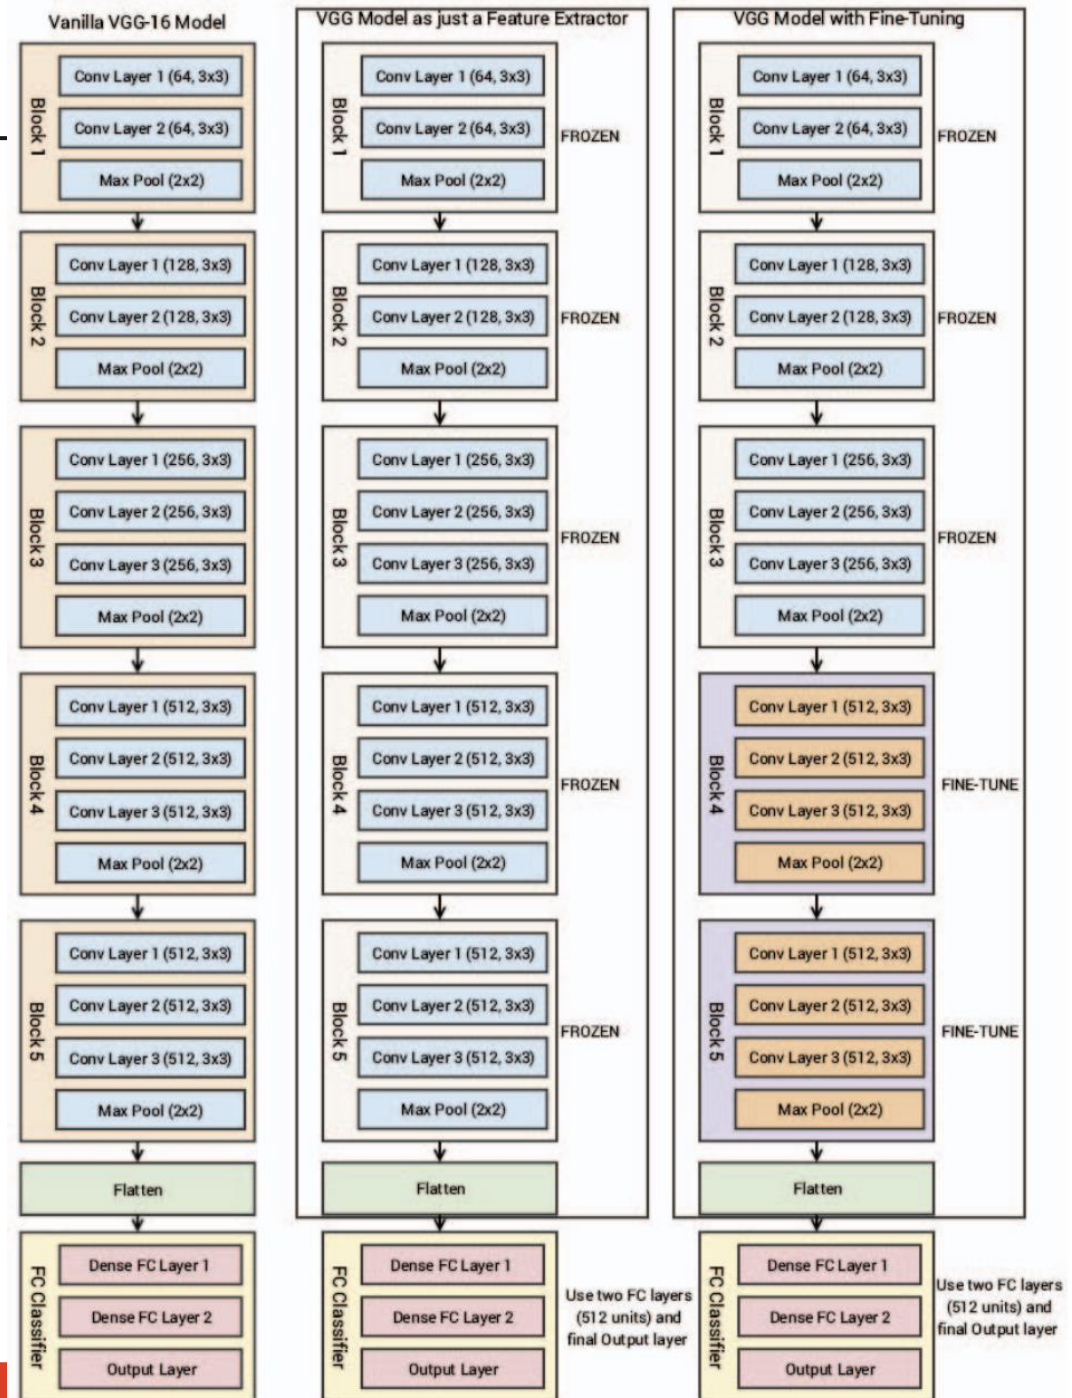 Vanilla VGG-16 Model
Block 1
Conv Layer 1 (64, 3x3)
Conv Layer 2 (64, 3x3)
Max Pool (2x2)
Block 2
Conv Layer 1 (128, 3x3)
Conv Layer 2 (128, 3x3)
Max Pool (2x2)
Block 3
Conv Layer 1 (256, 3x3)
Conv Layer 2 (256, 3x3)
Conv Layer 3 (256, 3x3)
Max Pool (2x2)
Block 4
Conv Layer 1 (512, 3x3)
Conv Layer 2 (512, 3x3)
Conv Layer 3 (512, 3x3)
Max Pool (2x2)
Block 5
Conv Layer 1 (512, 3x3)
Conv Layer 2 (512, 3x3)
Conv Layer 3 (512, 3x3)
Max Pool (2x2)
Flatten
FC Classifier
Dense FC Layer 1
Dense FC Layer 2
Output Layer
VGG Model as just a Feature Extractor
Block 1
Conv Layer 1 (64, 3x3)
Conv Layer 2 (64, 3x3)
Max Pool (2x2)
FROZEN
Block 2
Conv Layer 1 (128, 3x3)
Conv Layer 2 (128, 3x3)
Max Pool (2x2)
FROZEN
Block 3
Conv Layer 1 (256, 3x3)
Conv Layer 2 (256, 3x3)
Conv Layer 3 (256, 3x3)
Max Pool (2x2)
FROZEN
Block 4
Conv Layer 1 (512, 3x3)
Conv Layer 2 (512, 3x3)
Conv Layer 3 (512, 3x3)
Max Pool (2x2)
FROZEN
Block 5
Conv Layer 1 (512, 3x3)
Conv Layer 2 (512, 3x3)
Conv Layer 3 (512, 3x3)
Max Pool (2x2)
FROZEN
Flatten
FC Classifier
Dense FC Layer 1
Dense FC Layer 2
Output Layer
Use two FC layers
(512 units) and
final Output layer
VGG Model with Fine-Tuning
Block 1
Conv Layer 1 (64, 3x3)
Conv Layer 2 (64, 3x3)
Max Pool (2x2)
FROZEN
Block 2
Conv Layer 1 (128, 3x3)
Conv Layer 2 (128, 3x3)
Max Pool (2x2)
FROZEN
Block 3
Conv Layer 1 (256, 3x3)
Conv Layer 2 (256, 3x3)
Conv Layer 3 (256, 3x3)
Max Pool (2x2)
FROZEN
Block 4
Conv Layer 1 (512, 3x3)
Conv Layer 2 (512, 3x3)
Conv Layer 3 (512, 3x3)
Max Pool (2x2)
FINE-TUNE
Block 5
Conv Layer 1 (512, 3x3)
Conv Layer 2 (512, 3x3)
Conv Layer 3 (512, 3x3)
Max Pool (2x2)
FINE-TUNE
Flatten
FC Classifier
Dense FC Layer 1
Dense FC Layer 2
Output Layer
Use two FC layers
(512 units) and
final Output layer